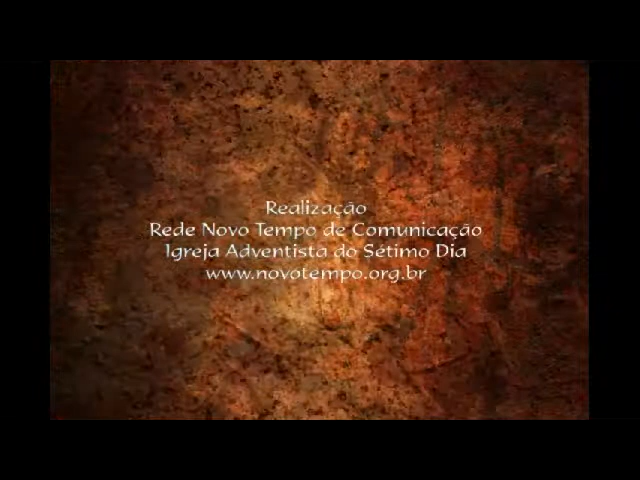 Realização
Rede Novo Tempo de Comunicação
Igreja Adventista do Sétimo Dia
www.novotempo.org.br